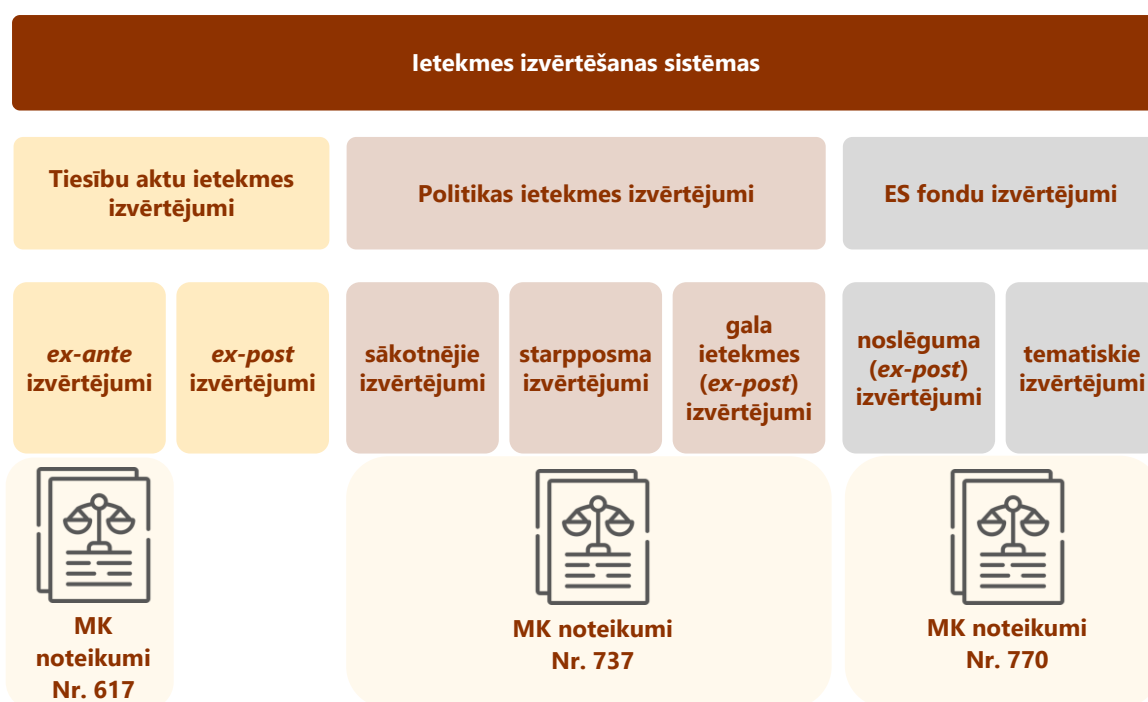 Ietekmes izvērtēšanas sistēmas
Tiesību aktu ietekmes
izvērtējumi
Politikas ietekmes izvērtējumi
ES fondu izvērtējumi
ex-ante
izvērtējumi
ex-post
izvērtējumi
sākotnējie
izvērtējumi
starpposma
izvērtējumi
gala
ietekmes
(ex-post)
izvērtējumi
noslēguma
(ex-post)
izvērtējumi
tematiskie
izvērtējumi
MK
noteikumi
Nr. 617
MK noteikumi
Nr. 737
MK noteikumi
Nr. 770